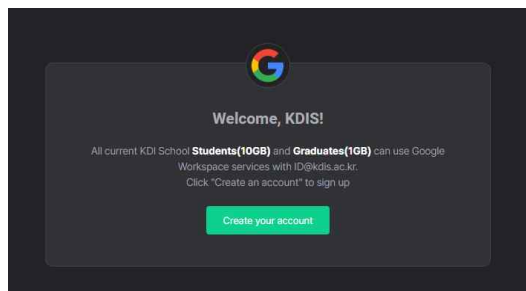 Welcome, KDIS!
All current KDI School Students(10GB) and Graduates(1GB) can use Google
Workspace services with ID@kdis.ac.kr.
Click "Create an account" to sign up
Create your account